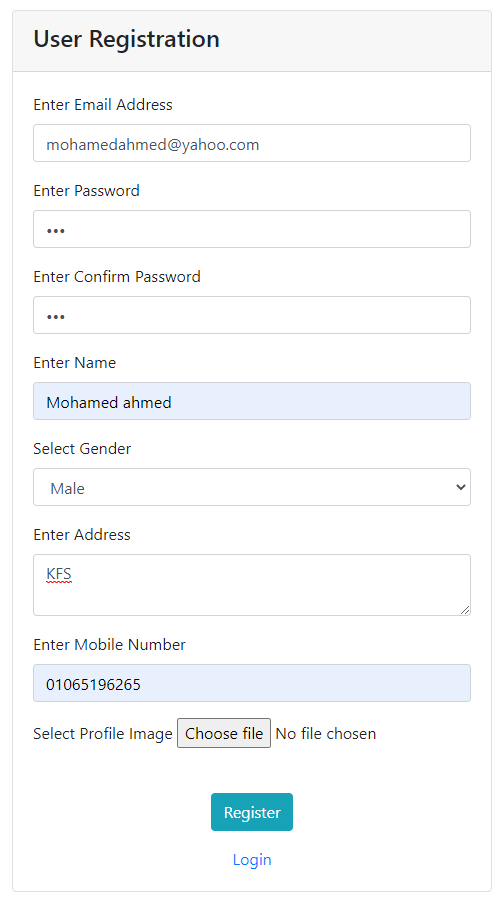 User Registration
Enter Email Address
mohamedahmed@yahoo.com
Enter Password
•••
Enter Confirm Password
•••
Enter Name
Mohamed ahmed
Select Gender
Male
Enter Address
KFS
Enter Mobile Number
01065196265
Select Profile Image Choose file No file chosen
Register
Login